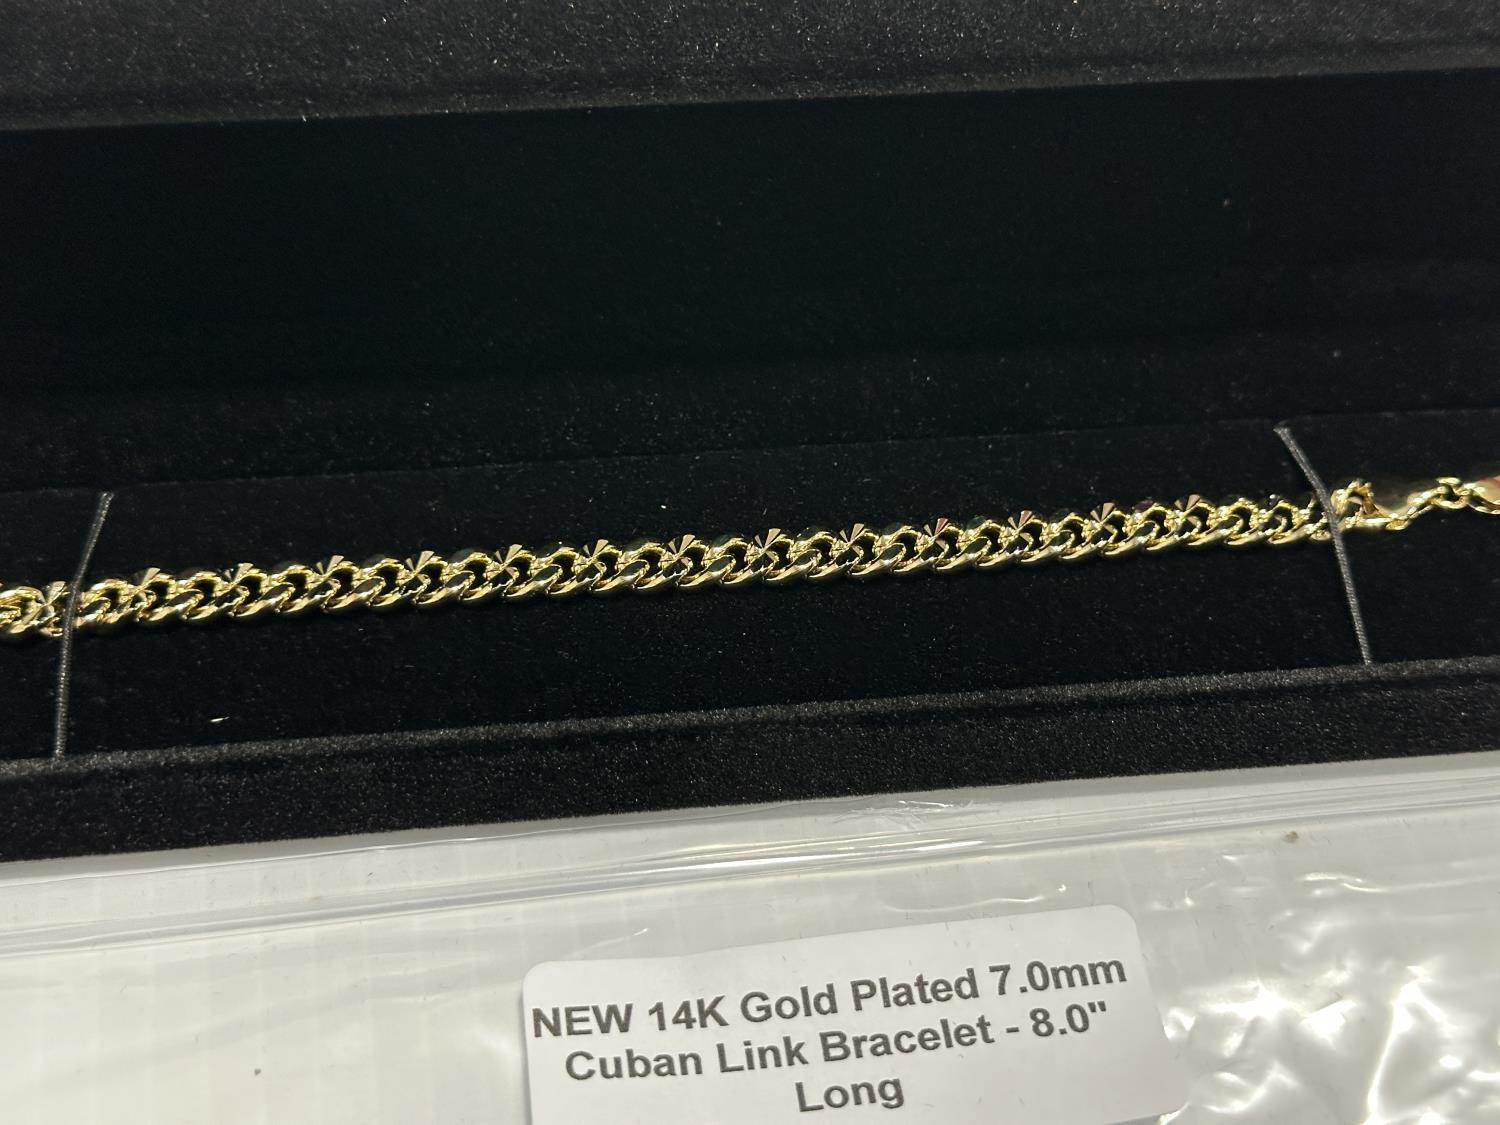 NEW 14K Gold Plated 7.0mm
Cuban Link Bracelet - 8.0"
Long